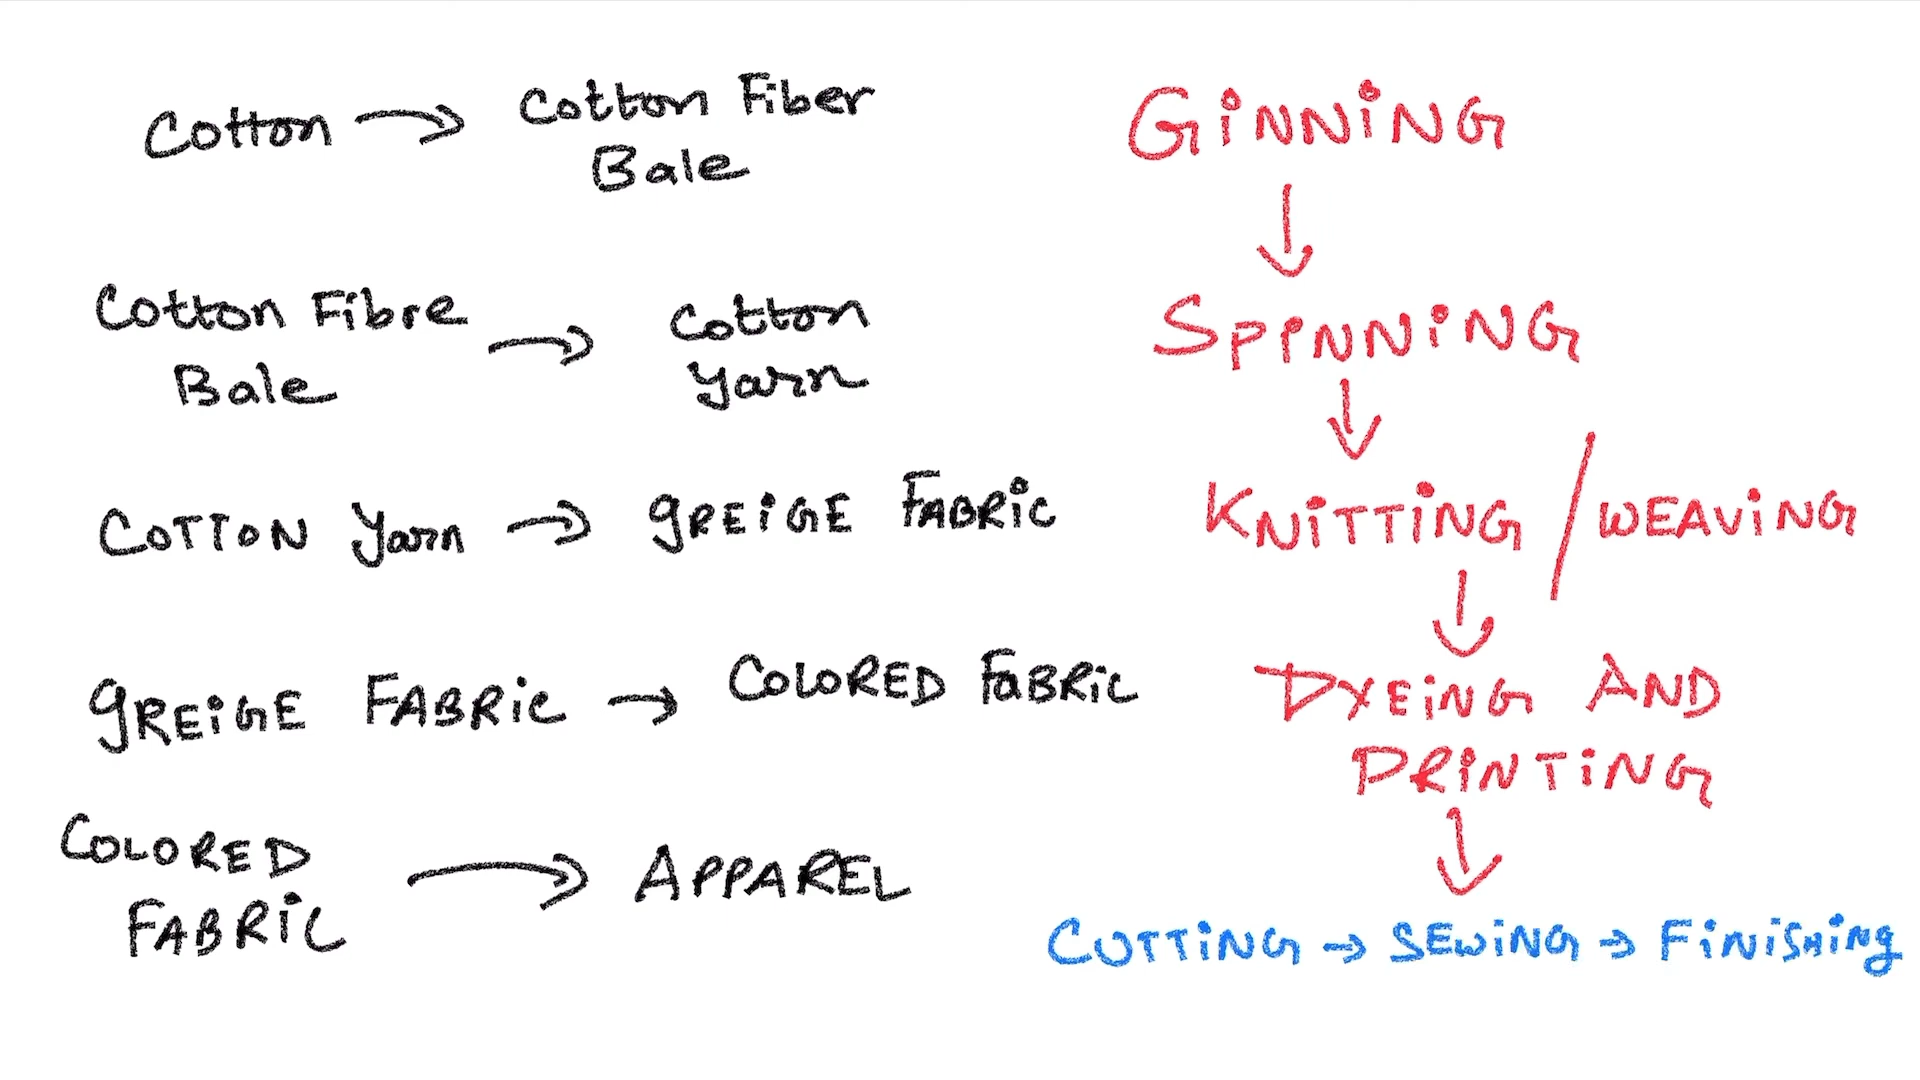 Cotton → Cotton Fiber Bale
GINNING
↓
Cotton Fibre Bale → Cotton Yarn
SPINNING
↓
COTTON Yarn → GREIGE FABRIC
KNITTING / WEAVING
↓
GREIGE FABRIC → COLORED FABRIC
DYEING AND PRINTING
↓
COLORED FABRIC → APPAREL
CUTTING → SEWING → FINISHING